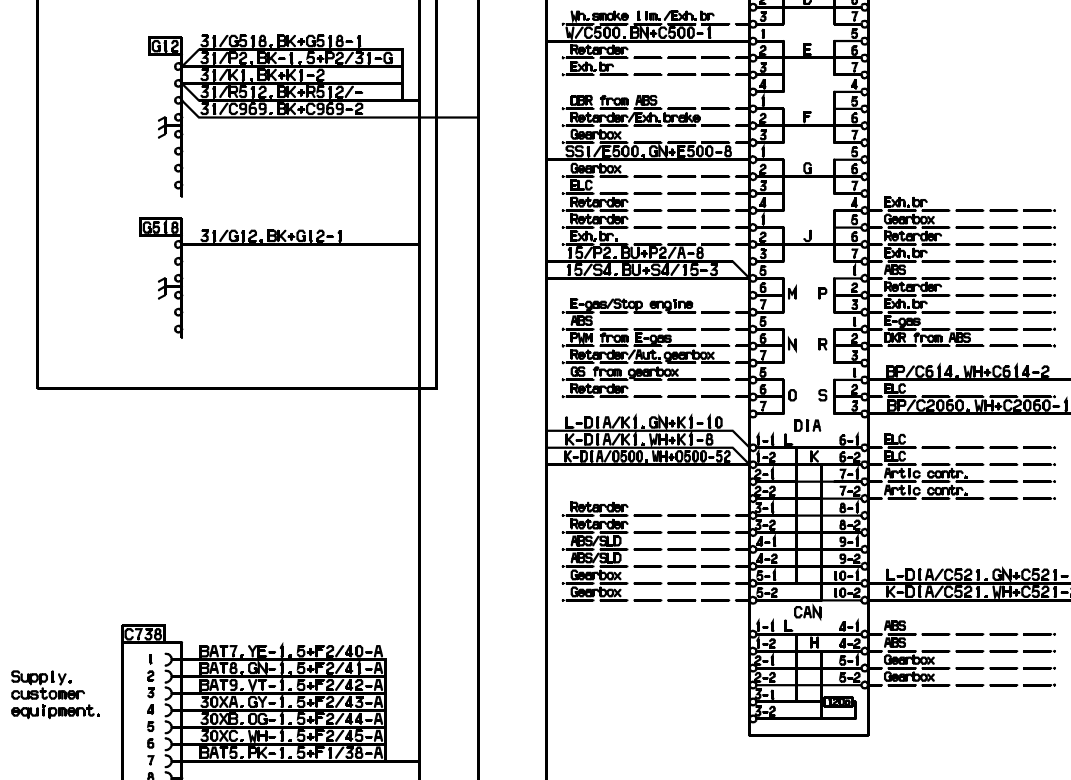 G12
31/G518.BK+G518-1
31/P2.BK-1.5+P2/31-G
31/K1.BK+K1-2
31/R512.BK+R512/-
31/C969.BK+C969-2
G518
31/G12.BK+G12-1
Supply.
customer
equipment.
C738
1 BAT7.YE-1.5+F2/40-A
2 BAT8.GN-1.5+F2/41-A
3 BAT9.VT-1.5+F2/42-A
4 30XA.GY-1.5+F2/43-A
5 30XB.OG-1.5+F2/44-A
6 30XC.WH-1.5+F2/45-A
7 BAT5.PK-1.5+F1/38-A
8
Wh.smoke lim./Exh.br 3 7
W/C500.BN+C500-1 1 5
Retarder 2 E 6
Exh.br 3 7
4 4
DBR from ABS 1 5
Retarder/Exh.brake 2 F 6
Gearbox 3 7
SS1/E500.GN+E500-8 1 5
Gearbox 2 G 6
ELC 3 7
Retarder 4 4 Exh.br
Retarder 1 5 Gearbox
Exh.br. 2 J 6 Retarder
15/P2.BU+P2/A-8 3 7 Exh.br
15/S4.BU+S4/15-3 5 1 ABS
6 M P 2 Retarder
E-gas/Stop engine 7 3 Exh.br
ABS 5 1 E-gas
PWM from E-gas 6 N R 2 DKR from ABS
Retarder/Aut.gearbox 7 3
GS from gearbox 5 1 BP/C614.WH+C614-2
Retarder 6 O S 2 ELC
7 3 BP/C2060.WH+C2060-1
DIA
L-DIA/K1.GN+K1-10 1-1 L 6-1 ELC
K-DIA/K1.WH+K1-8 1-2 K 6-2 ELC
K-DIA/O500.WH+O500-52 2-1 7-1 Artic contr.
2-2 7-2 Artic contr.
Retarder 3-1 8-1
Retarder 3-2 8-2
ABS/SLD 4-1 9-1
ABS/SLD 4-2 9-2
Gearbox 5-1 10-1 L-DIA/C521.GN+C521-
Gearbox 5-2 10-2 K-DIA/C521.WH+C521-
CAN
1-1 L 4-1 ABS
1-2 H 4-2 ABS
2-1 5-1 Gearbox
2-2 5-2 Gearbox
3-1
3-2